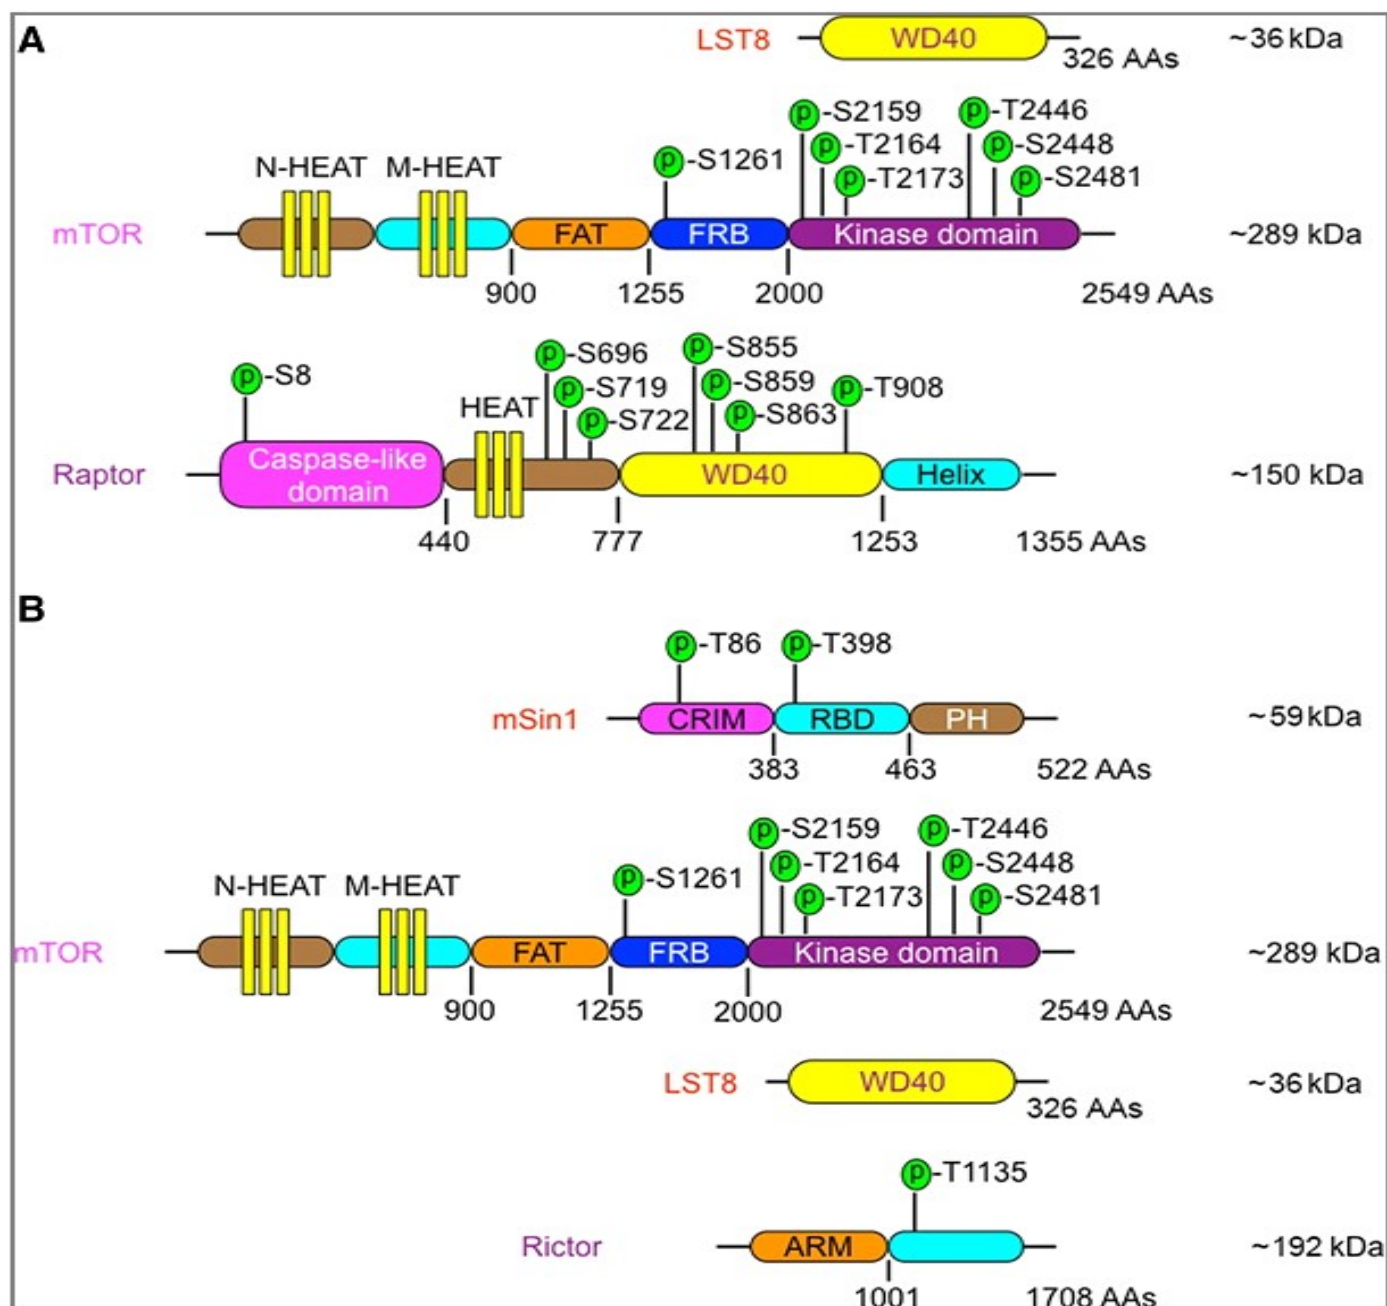 A
LST8 WD40 ~36 kDa
326 AAs
p-S2159 p-T2446
p-T2164 p-S2448
N-HEAT M-HEAT p-S1261 p-T2173 p-S2481
mTOR FAT FRB Kinase domain ~289 kDa
900 1255 2000 2549 AAs
p-S696 p-S855
p-S8 p-S719 p-S859 p-T908
HEAT p-S722 p-S863
Caspase-like
Raptor domain WD40 Helix ~150 kDa
440 777 1253 1355 AAs
B
p-T86 p-T398
mSin1 CRIM RBD PH ~59 kDa
383 463 522 AAs
p-S2159 p-T2446
p-T2164 p-S2448
N-HEAT M-HEAT p-S1261 p-T2173 p-S2481
mTOR FAT FRB Kinase domain ~289 kDa
900 1255 2000 2549 AAs
LST8 WD40 ~36 kDa
326 AAs
p-T1135
Rictor ARM ~192 kDa
1001 1708 AAs